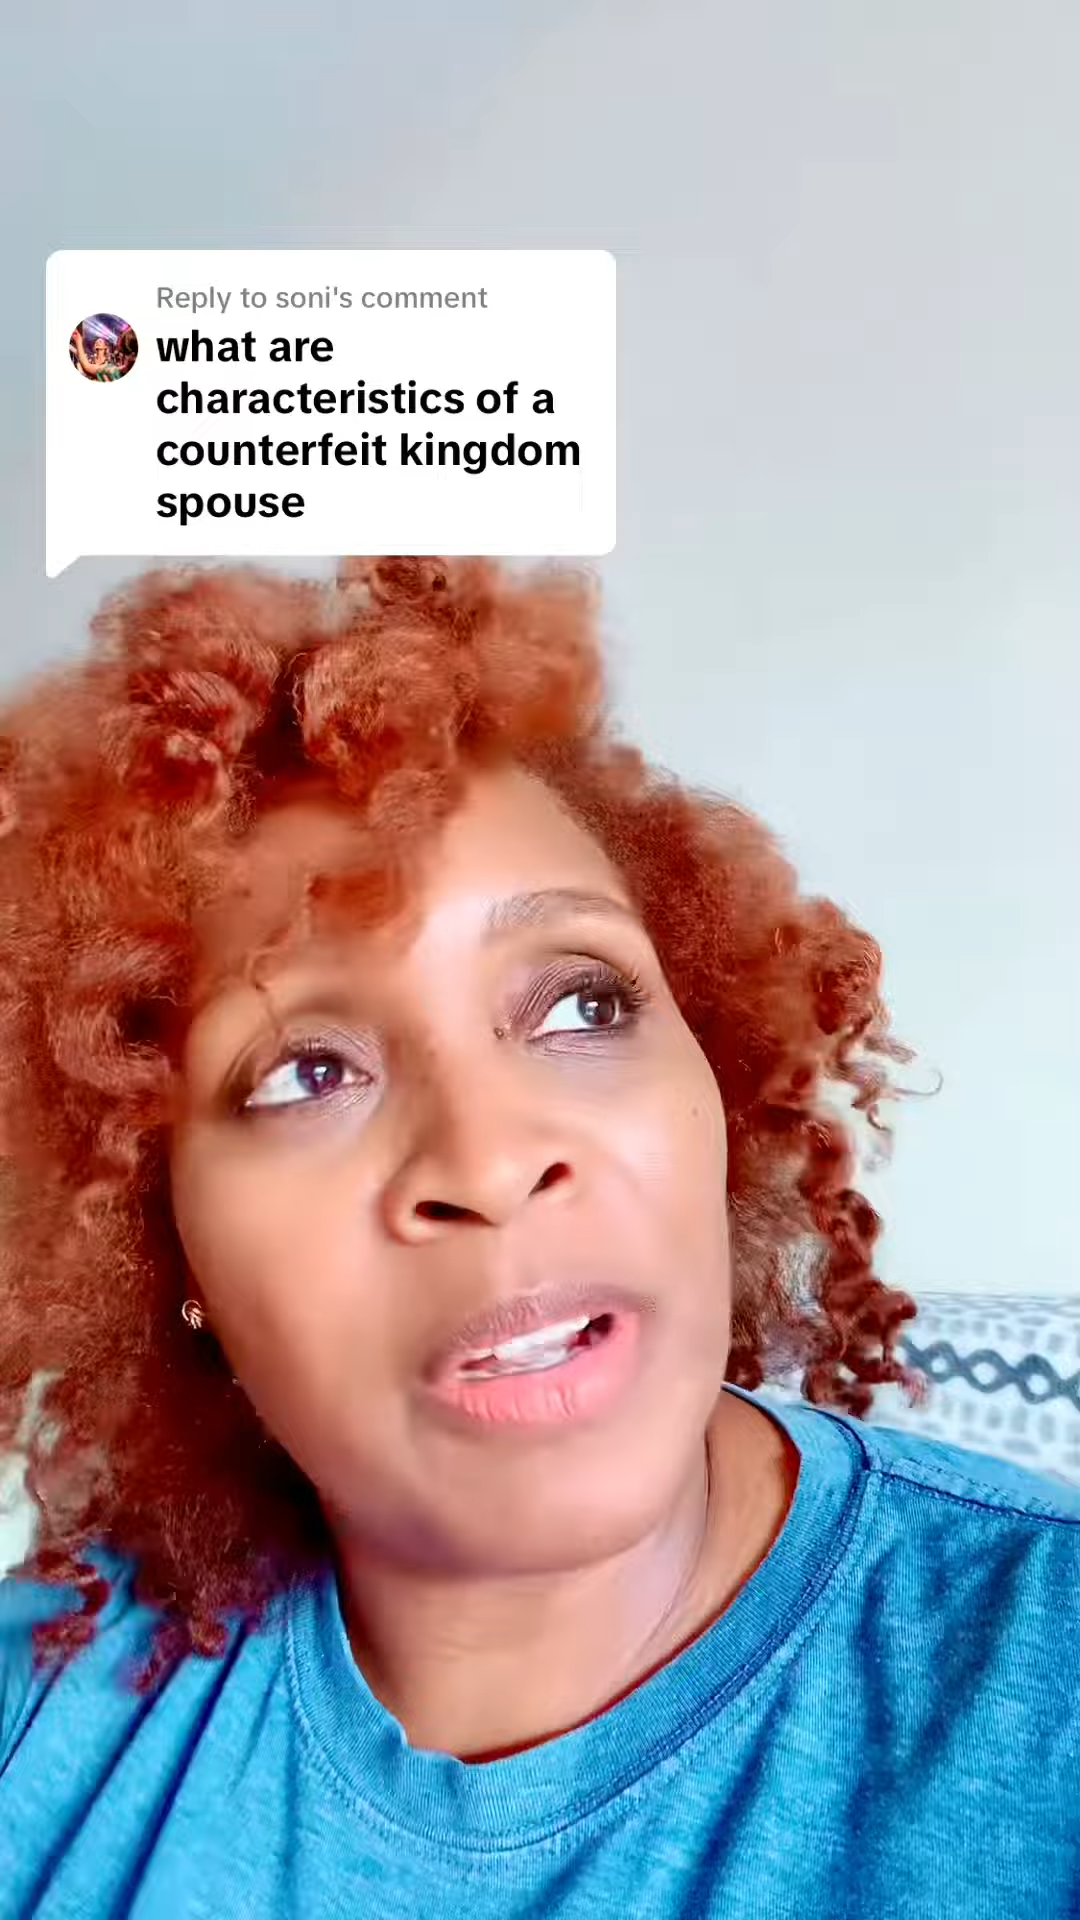 Reply to soni's comment
what are
characteristics of a
counterfeit kingdom
spouse